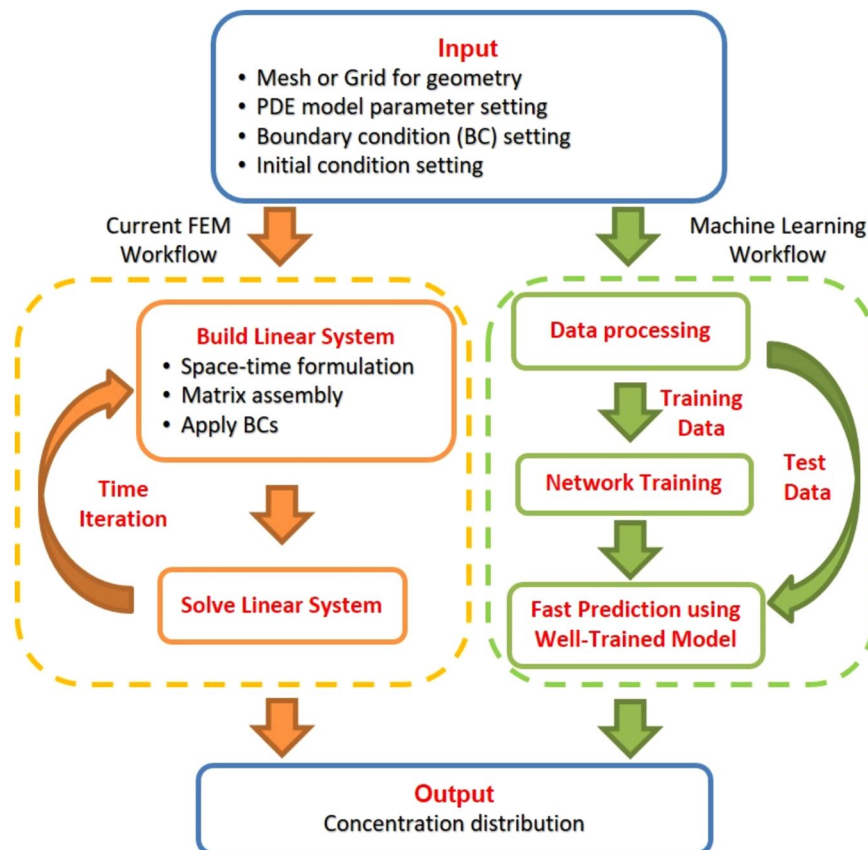 Input
• Mesh or Grid for geometry
• PDE model parameter setting
• Boundary condition (BC) setting
• Initial condition setting
Current FEM
Workflow
Machine Learning
Workflow
Build Linear System
• Space-time formulation
• Matrix assembly
• Apply BCs
Time
Iteration
Solve Linear System
Data processing
Training
Data
Network Training
Test
Data
Fast Prediction using
Well-Trained Model
Output
Concentration distribution